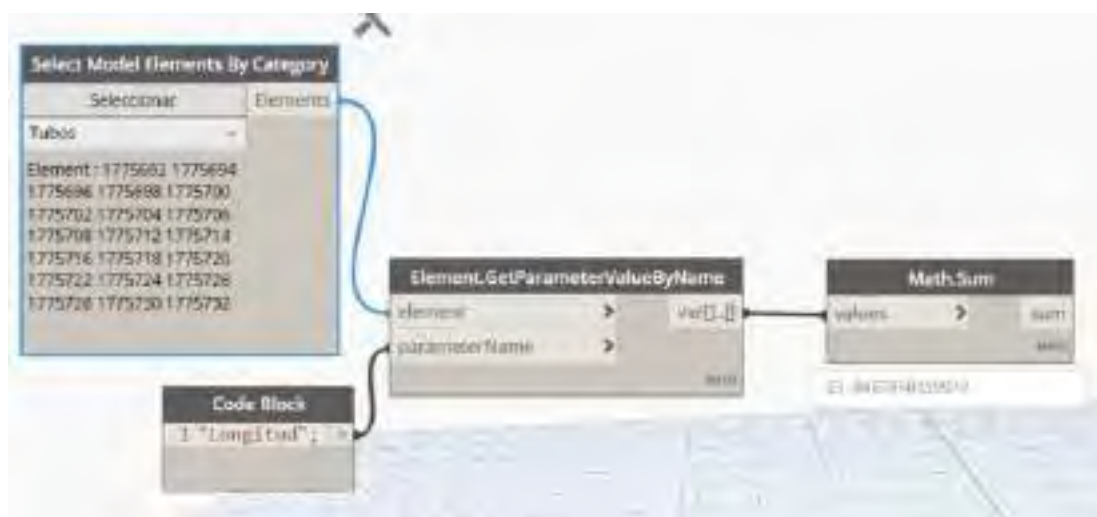 Select Model Elements By Category
Seleccionar Elements
Tubos
Element : 1775692 1775694
1775696 1775698 1775700
1775702 1775704 1775706
1775708 1775712 1775714
1775716 1775718 1775720
1775722 1775724 1775726
1775728 1775730 1775732
Element.GetParameterValueByName
element > var[]..[]
parameterName >
AUTO
Math.Sum
values > sum
AUTO
Code Block
1 "Longitud"; >